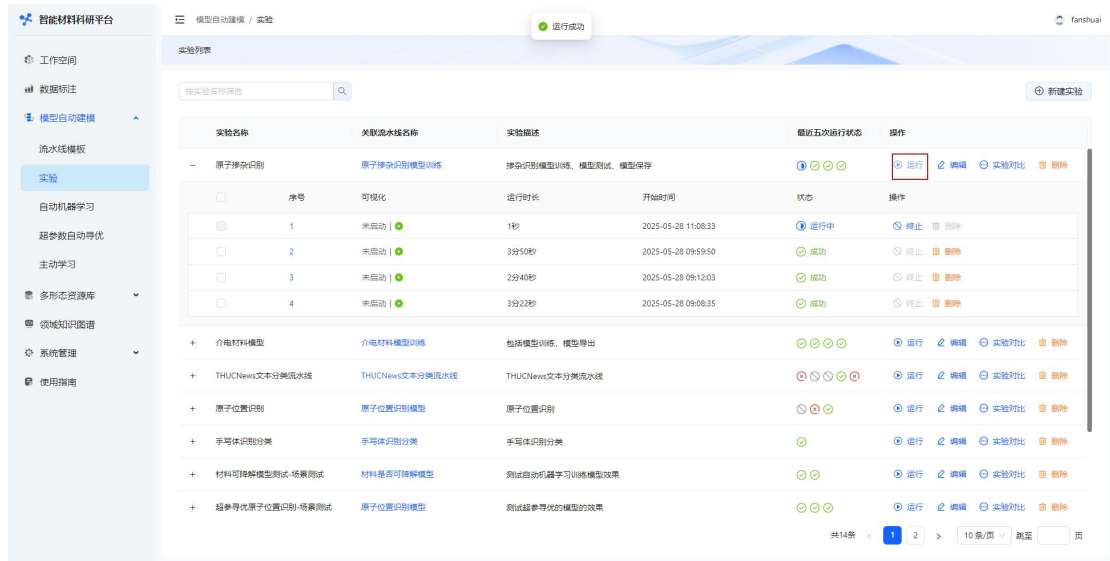 智能材料科研平台
模型自动建模 / 实验
运行成功
fanshuai
工作空间
数据标注
模型自动建模
流水线模板
实验
自动机器学习
超参数自动寻优
主动学习
多形态资源库
领域知识图谱
系统管理
使用指南
实验列表
按实验名称筛选
新建实验
实验名称 关联流水线名称 实验描述 最近五次运行状态 操作
原子掺杂识别 原子掺杂识别模型训练 掺杂识别模型训练、模型测试、模型保存 运行 编辑 实验对比 删除
序号 可视化 运行时长 开始时间 状态 操作
1 未启动 | 1秒 2025-05-28 11:08:33 运行中 终止 删除
2 未启动 | 3分50秒 2025-05-28 09:59:50 成功 终止 删除
3 未启动 | 2分40秒 2025-05-28 09:12:03 成功 终止 删除
4 未启动 | 3分22秒 2025-05-28 09:08:35 成功 终止 删除
+ 介电材料模型 介电材料模型训练 包括模型训练，模型导出 运行 编辑 实验对比 删除
+ THUCNews文本分类流水线 THUCNews文本分类流水线 THUCNews文本分类流水线 运行 编辑 实验对比 删除
+ 原子位置识别 原子位置识别模型 原子位置识别 运行 编辑 实验对比 删除
+ 手写体识别分类 手写体识别分类 手写体识别分类 运行 编辑 实验对比 删除
+ 材料可降解模型测试-场景测试 材料是否可降解模型 测试自动机器学习训练模型效果 运行 编辑 实验对比 删除
+ 超参寻优原子位置识别-场景测试 原子位置识别模型 测试超参寻优的模型的效果 运行 编辑 实验对比 删除
共14条 < 1 2 > 10 条/页 跳至 页